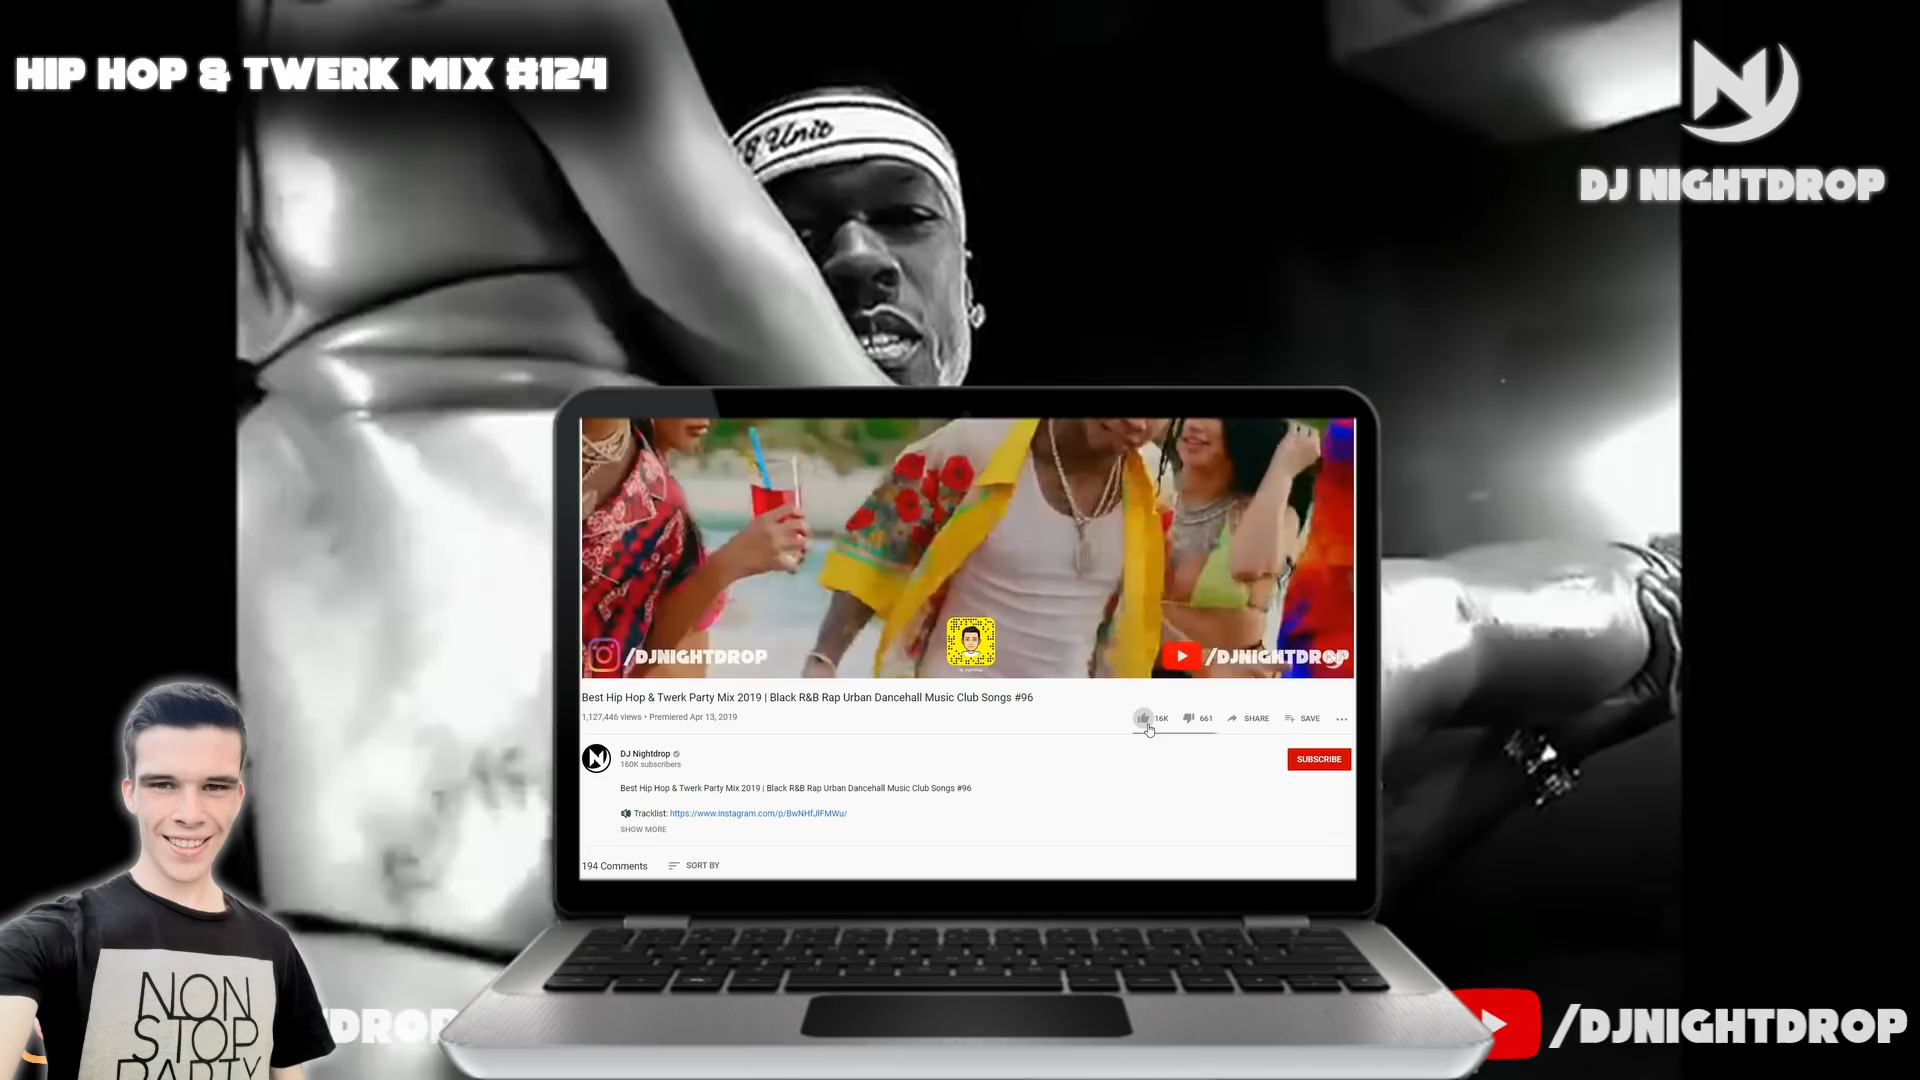 HIP HOP & TWERK MIX #124
DJ NIGHTDROP
G Unit
/DJNIGHTDROP
/DJNIGHTDROP
Best Hip Hop & Twerk Party Mix 2019 | Black R&B Rap Urban Dancehall Music Club Songs #96
1,127,446 views • Premiered Apr 13, 2019
16K 661 SHARE SAVE ...
DJ Nightdrop
160K subscribers
SUBSCRIBE
Best Hip Hop & Twerk Party Mix 2019 | Black R&B Rap Urban Dancehall Music Club Songs #96
Tracklist: https://www.instagram.com/p/BwNHfJlFMWu/
SHOW MORE
194 Comments SORT BY
NON
STOP
PARTY
DROP
/DJNIGHTDROP